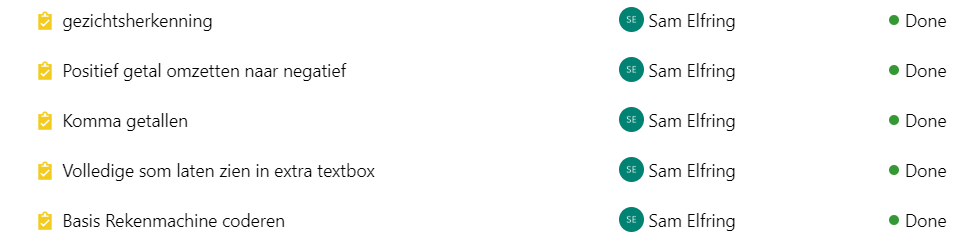 gezichtsherkenning SE Sam Elfring Done
Positief getal omzetten naar negatief SE Sam Elfring Done
Komma getallen SE Sam Elfring Done
Volledige som laten zien in extra textbox SE Sam Elfring Done
Basis Rekenmachine coderen SE Sam Elfring Done